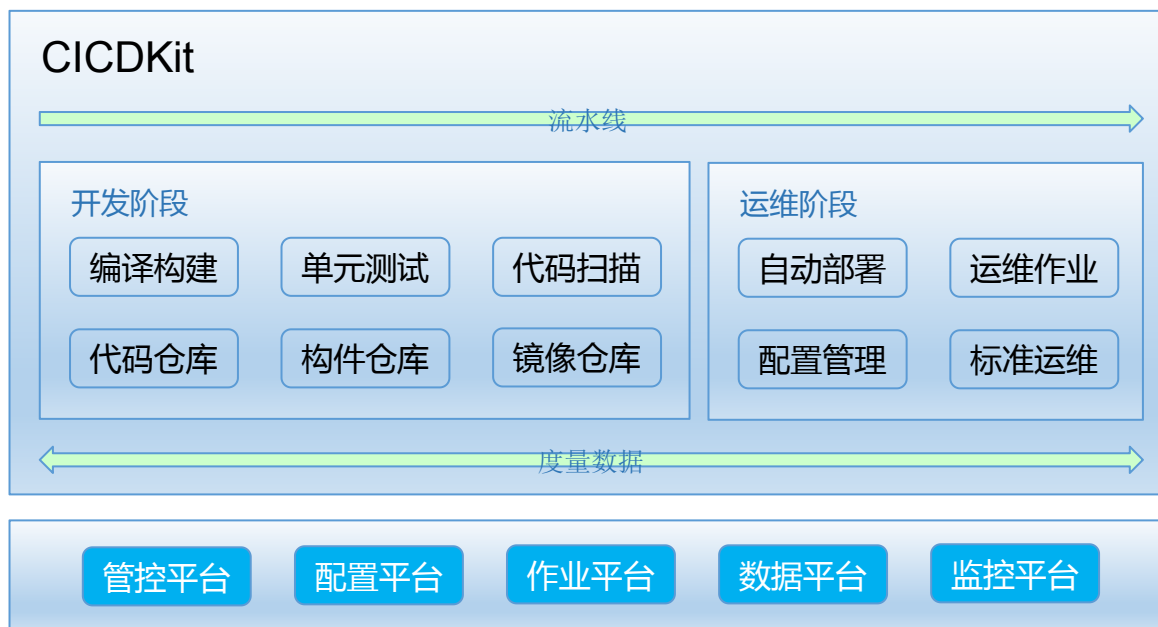 CICDKit
流水线
开发阶段
编译构建 单元测试 代码扫描
代码仓库 构件仓库 镜像仓库
运维阶段
自动部署 运维作业
配置管理 标准运维
度量数据
管控平台 配置平台 作业平台 数据平台 监控平台